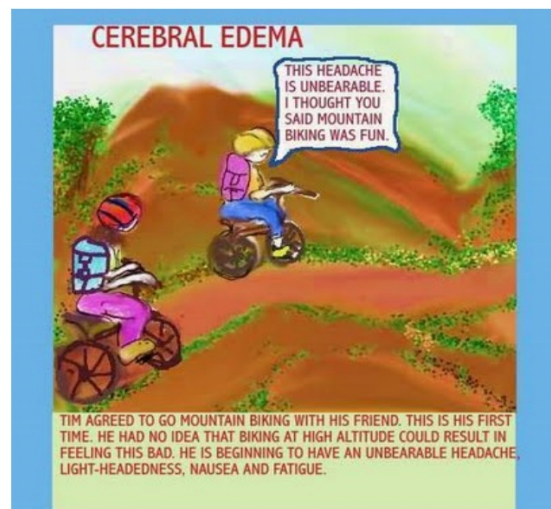 CEREBRAL EDEMA
THIS HEADACHE
IS UNBEARABLE.
I THOUGHT YOU
SAID MOUNTAIN
BIKING WAS FUN.
TIM AGREED TO GO MOUNTAIN BIKING WITH HIS FRIEND. THIS IS HIS FIRST
TIME. HE HAD NO IDEA THAT BIKING AT HIGH ALTITUDE COULD RESULT IN
FEELING THIS BAD. HE IS BEGINNING TO HAVE AN UNBEARABLE HEADACHE,
LIGHT-HEADEDNESS, NAUSEA AND FATIGUE.